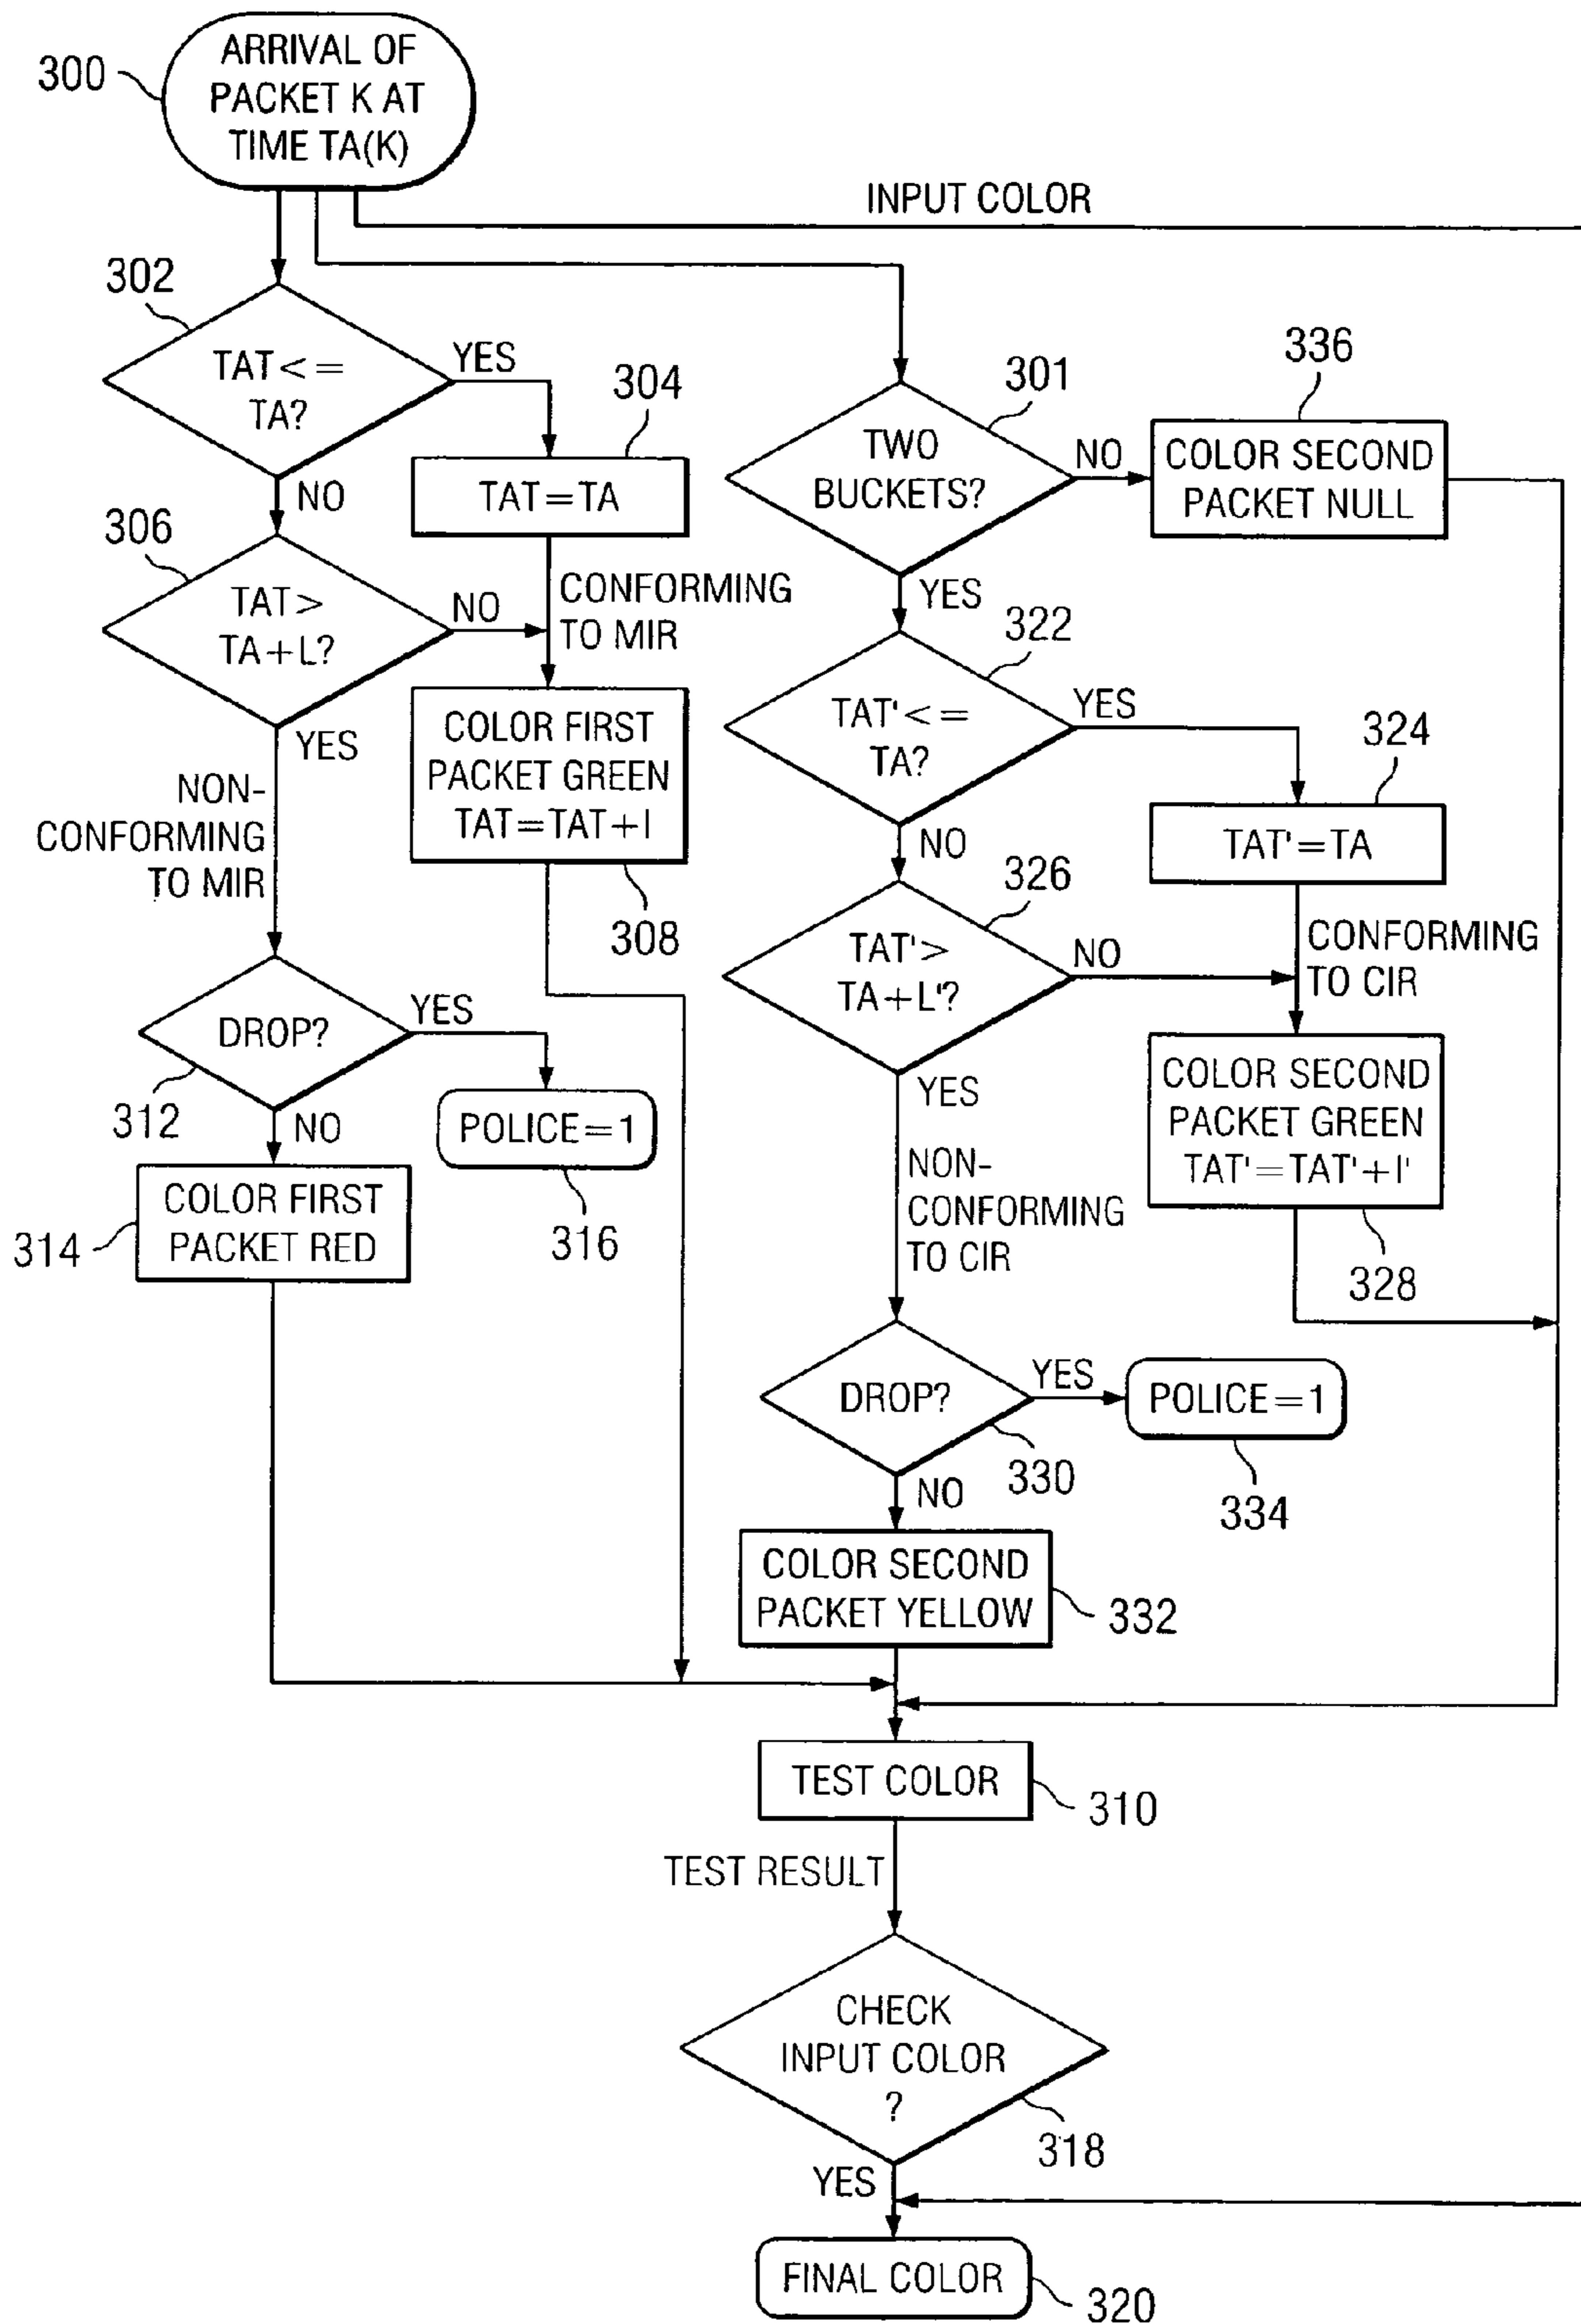 300
ARRIVAL OF
PACKET K AT
TIME TA(K)
INPUT COLOR
302
TAT<=
TA?
YES
NO
304
TAT=TA
306
TAT>
TA+L?
NO
YES
CONFORMING
TO MIR
COLOR FIRST
PACKET GREEN
TAT=TAT+I
308
NON-
CONFORMING
TO MIR
DROP?
312
YES
NO
POLICE=1
316
314
COLOR FIRST
PACKET RED
301
TWO
BUCKETS?
NO
YES
336
COLOR SECOND
PACKET NULL
322
TAT'<=
TA?
YES
NO
324
TAT'=TA
326
TAT'>
TA+L'?
NO
YES
CONFORMING
TO CIR
COLOR SECOND
PACKET GREEN
TAT'=TAT'+I'
328
NON-
CONFORMING
TO CIR
DROP?
330
YES
NO
POLICE=1
334
COLOR SECOND
PACKET YELLOW
332
TEST COLOR
310
TEST RESULT
CHECK
INPUT COLOR
?
318
YES
FINAL COLOR
320